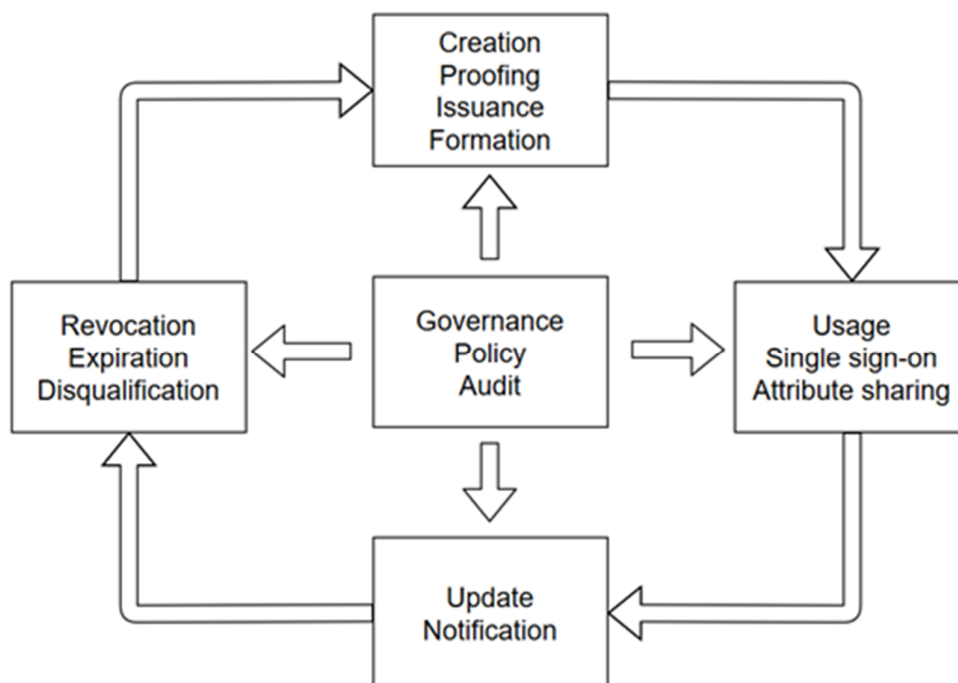 Creation
Proofing
Issuance
Formation
Revocation
Expiration
Disqualification
Governance
Policy
Audit
Usage
Single sign-on
Attribute sharing
Update
Notification